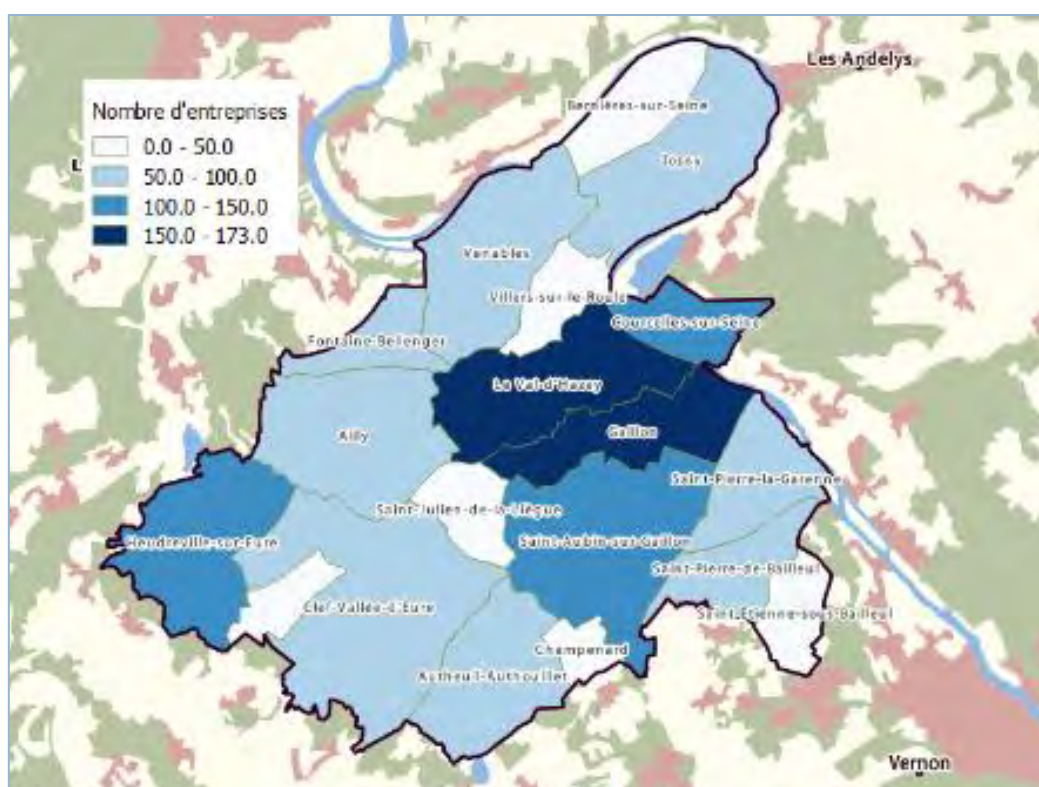 Les Andelys
Nombre d'entreprises
0.0 - 50.0
50.0 - 100.0
100.0 - 150.0
150.0 - 173.0
L
Bernières-sur-Seine
Tosny
Venables
Villers-sur-le-Roule
Courcelles-sur-Seine
Fontaine-Bellenger
Le Val-d'Hazey
Gaillon
Ailly
Saint-Pierre-la-Garenne
Saint-Julien-de-la-Liègue
Heudreville-sur-Eure
Saint-Aubin-sur-Gaillon
Saint-Pierre-de-Bailleul
Clef-Vallée-d'Eure
Saint-Étienne-sous-Bailleul
Champenard
Autheuil-Authouillet
Vernon